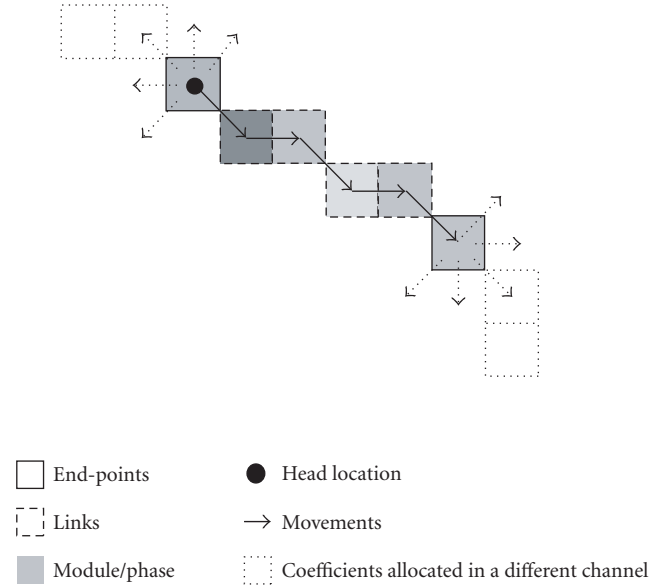 End-points
Head location
Links
Movements
Module/phase
Coefficients allocated in a different channel